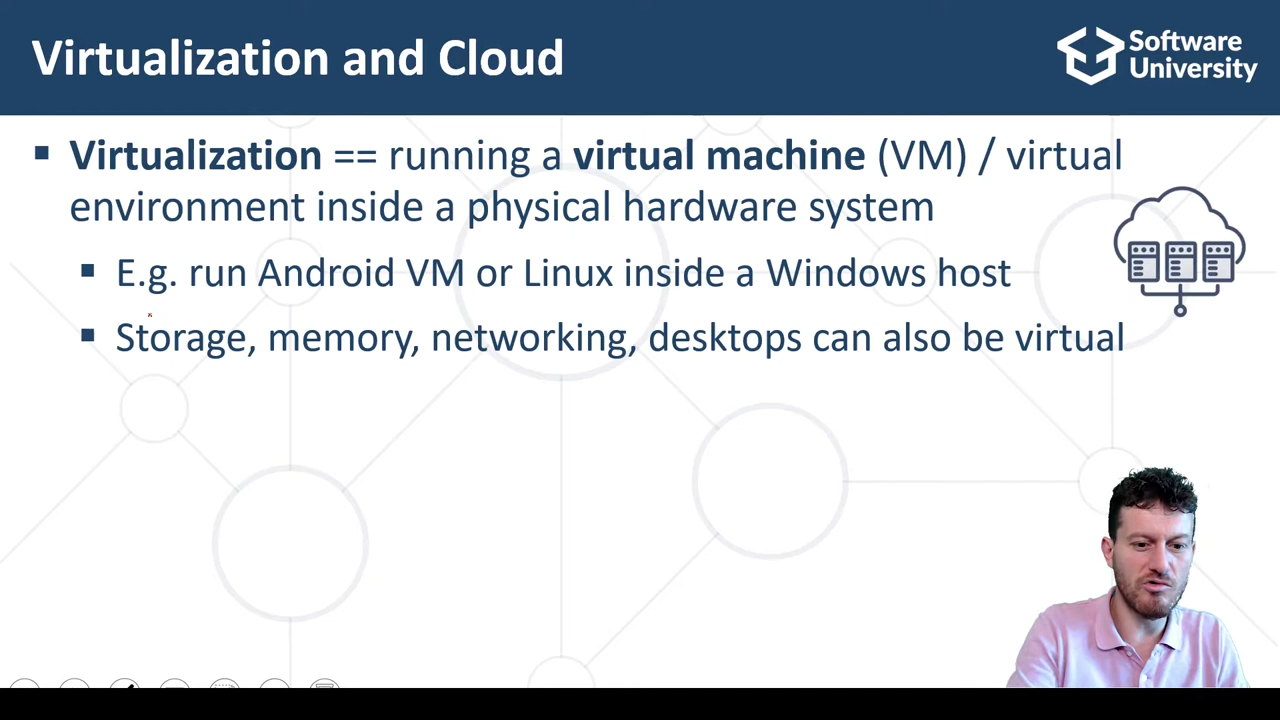 Virtualization and Cloud
Software
University
▪ Virtualization == running a virtual machine (VM) / virtual
environment inside a physical hardware system
▪ E.g. run Android VM or Linux inside a Windows host
▪ Storage, memory, networking, desktops can also be virtual